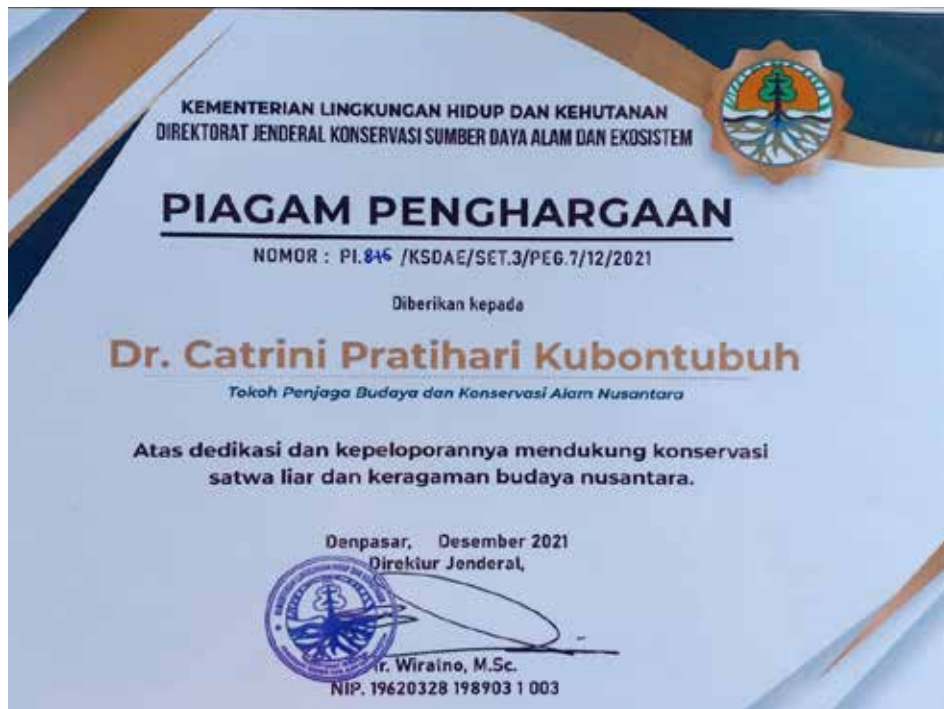 KEMENTERIAN LINGKUNGAN HIDUP DAN KEHUTANAN
DIREKTORAT JENDERAL KONSERVASI SUMBER DAYA ALAM DAN EKOSISTEM
PIAGAM PENGHARGAAN
NOMOR : PI.846 /KSDAE/SET.3/PEG.7/12/2021
Diberikan kepada
Dr. Catrini Pratihari Kubontubuh
Tokoh Penjaga Budaya dan Konservasi Alam Nusantara
Atas dedikasi dan kepeloporannya mendukung konservasi
satwa liar dan keragaman budaya nusantara.
Denpasar, Desember 2021
Direktur Jenderal,
Ir. Wiratno, M.Sc.
NIP. 19620328 198903 1 003